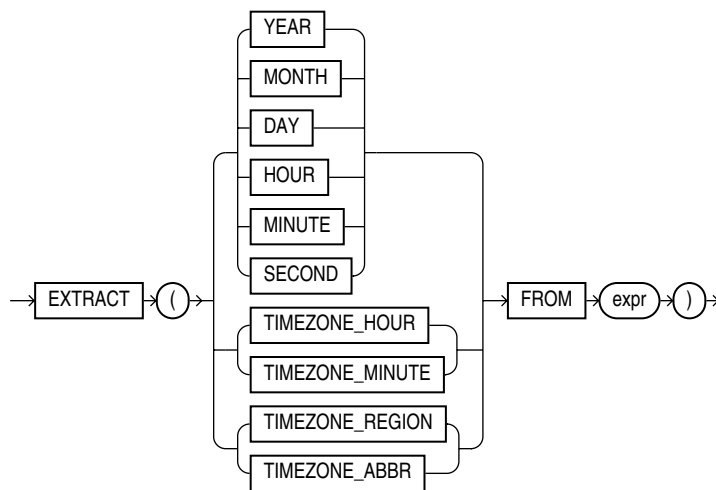 YEAR
MONTH
DAY
HOUR
MINUTE
SECOND
EXTRACT ( FROM expr )
TIMEZONE_HOUR
TIMEZONE_MINUTE
TIMEZONE_REGION
TIMEZONE_ABBR